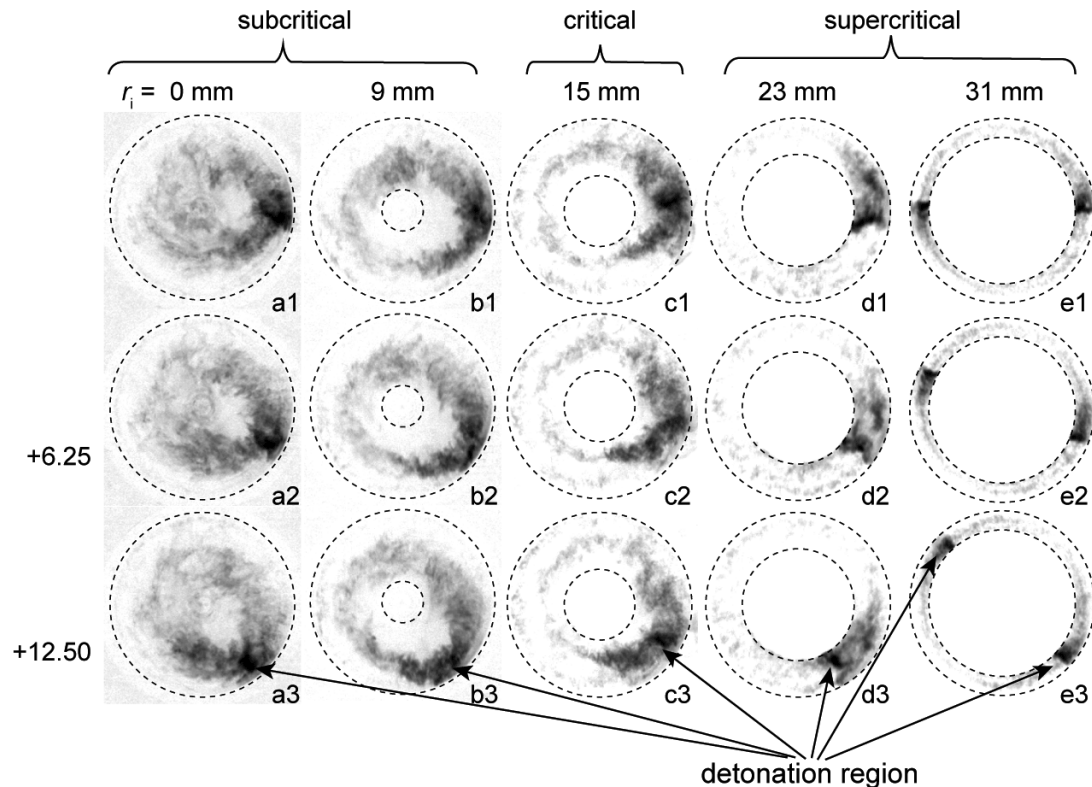 subcritical critical supercritical
rᵢ = 0 mm 9 mm 15 mm 23 mm 31 mm
a1 b1 c1 d1 e1
+6.25
a2 b2 c2 d2 e2
+12.50
a3 b3 c3 d3 e3
detonation region